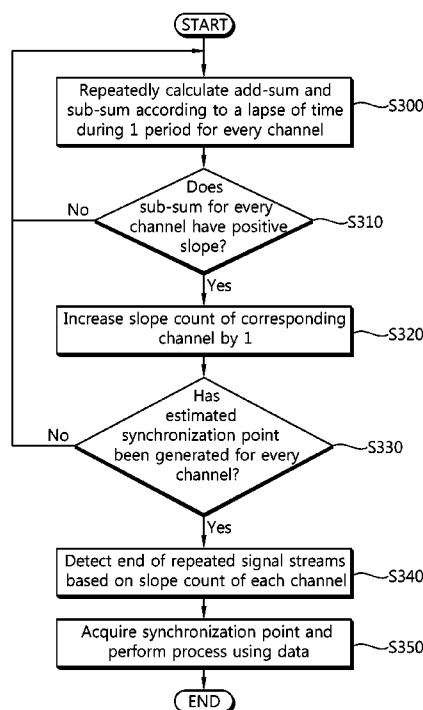 START
Repeatedly calculate add-sum and
sub-sum according to a lapse of time
during 1 period for every channel
S300
Does
sub-sum for every
channel have positive
slope?
S310
No
Yes
Increase slope count of corresponding
channel by 1
S320
Has
estimated
synchronization point
been generated for every
channel?
S330
No
Yes
Detect end of repeated signal streams
based on slope count of each channel
S340
Acquire synchronization point and
perform process using data
S350
END